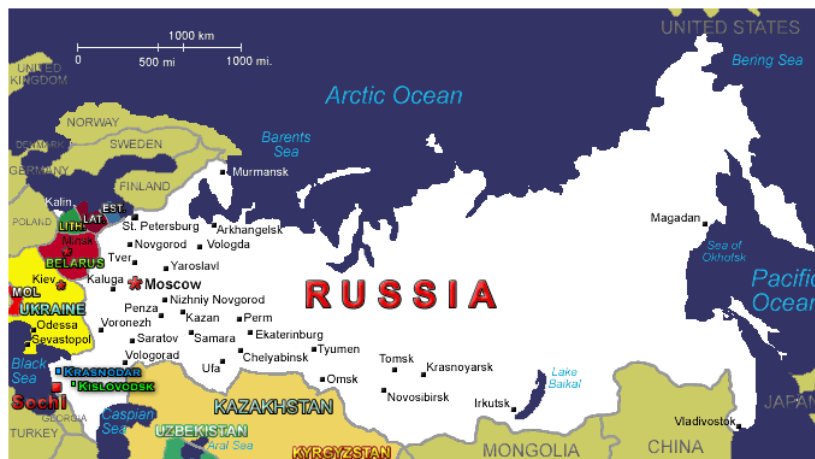 UNITED STATES
1000 km
0
500 mi
1000 mi.
Bering Sea
UNITED
KINGDOM
Arctic Ocean
NORWAY
Barents
Sea
DENMARK
SWEDEN
GERMANY
Murmansk
FINLAND
Kalin.
EST.
LAT.
POLAND
LITH.
St. Petersburg
Arkhangelsk
Magadan
Minsk
Novgorod
Vologda
Sea of
Okhotsk
BELARUS
Tver
Yaroslavl
Kiev
Kaluga
Moscow
Pacific
Ocean
RUSSIA
MOL
Nizhniy Novgorod
UKRAINE
Penza
Kazan
Perm
Odessa
Voronezh
Sevastopol
Saratov
Samara
Ekaterinburg
Black
Sea
Vologorad
Ufa
Chelyabinsk
Tyumen
Tomsk
Krasnoyarsk
Lake
Baikal
KRASNODAR
KISLOVODSK
Omsk
Novosibirsk
Irkutsk
Sochi
Caspian
Sea
KAZAKHSTAN
JAPAN
GEORGIA
Vladivostok
TURKEY
UZBEKISTAN
Aral Sea
KYRGYZSTAN
MONGOLIA
CHINA